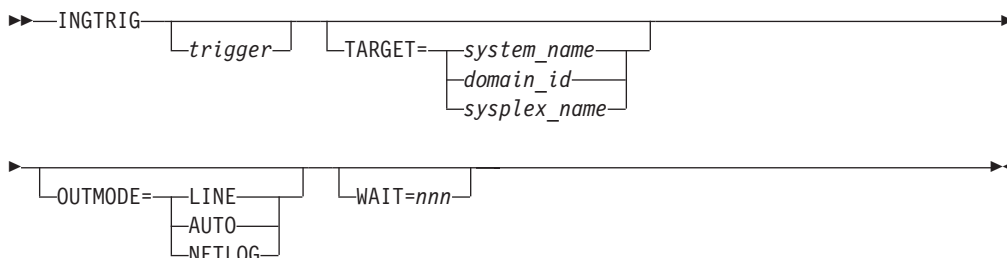 INGTRIG
trigger
TARGET= system_name
domain_id
sysplex_name
OUTMODE= LINE
AUTO
NETLOG
WAIT=nnn